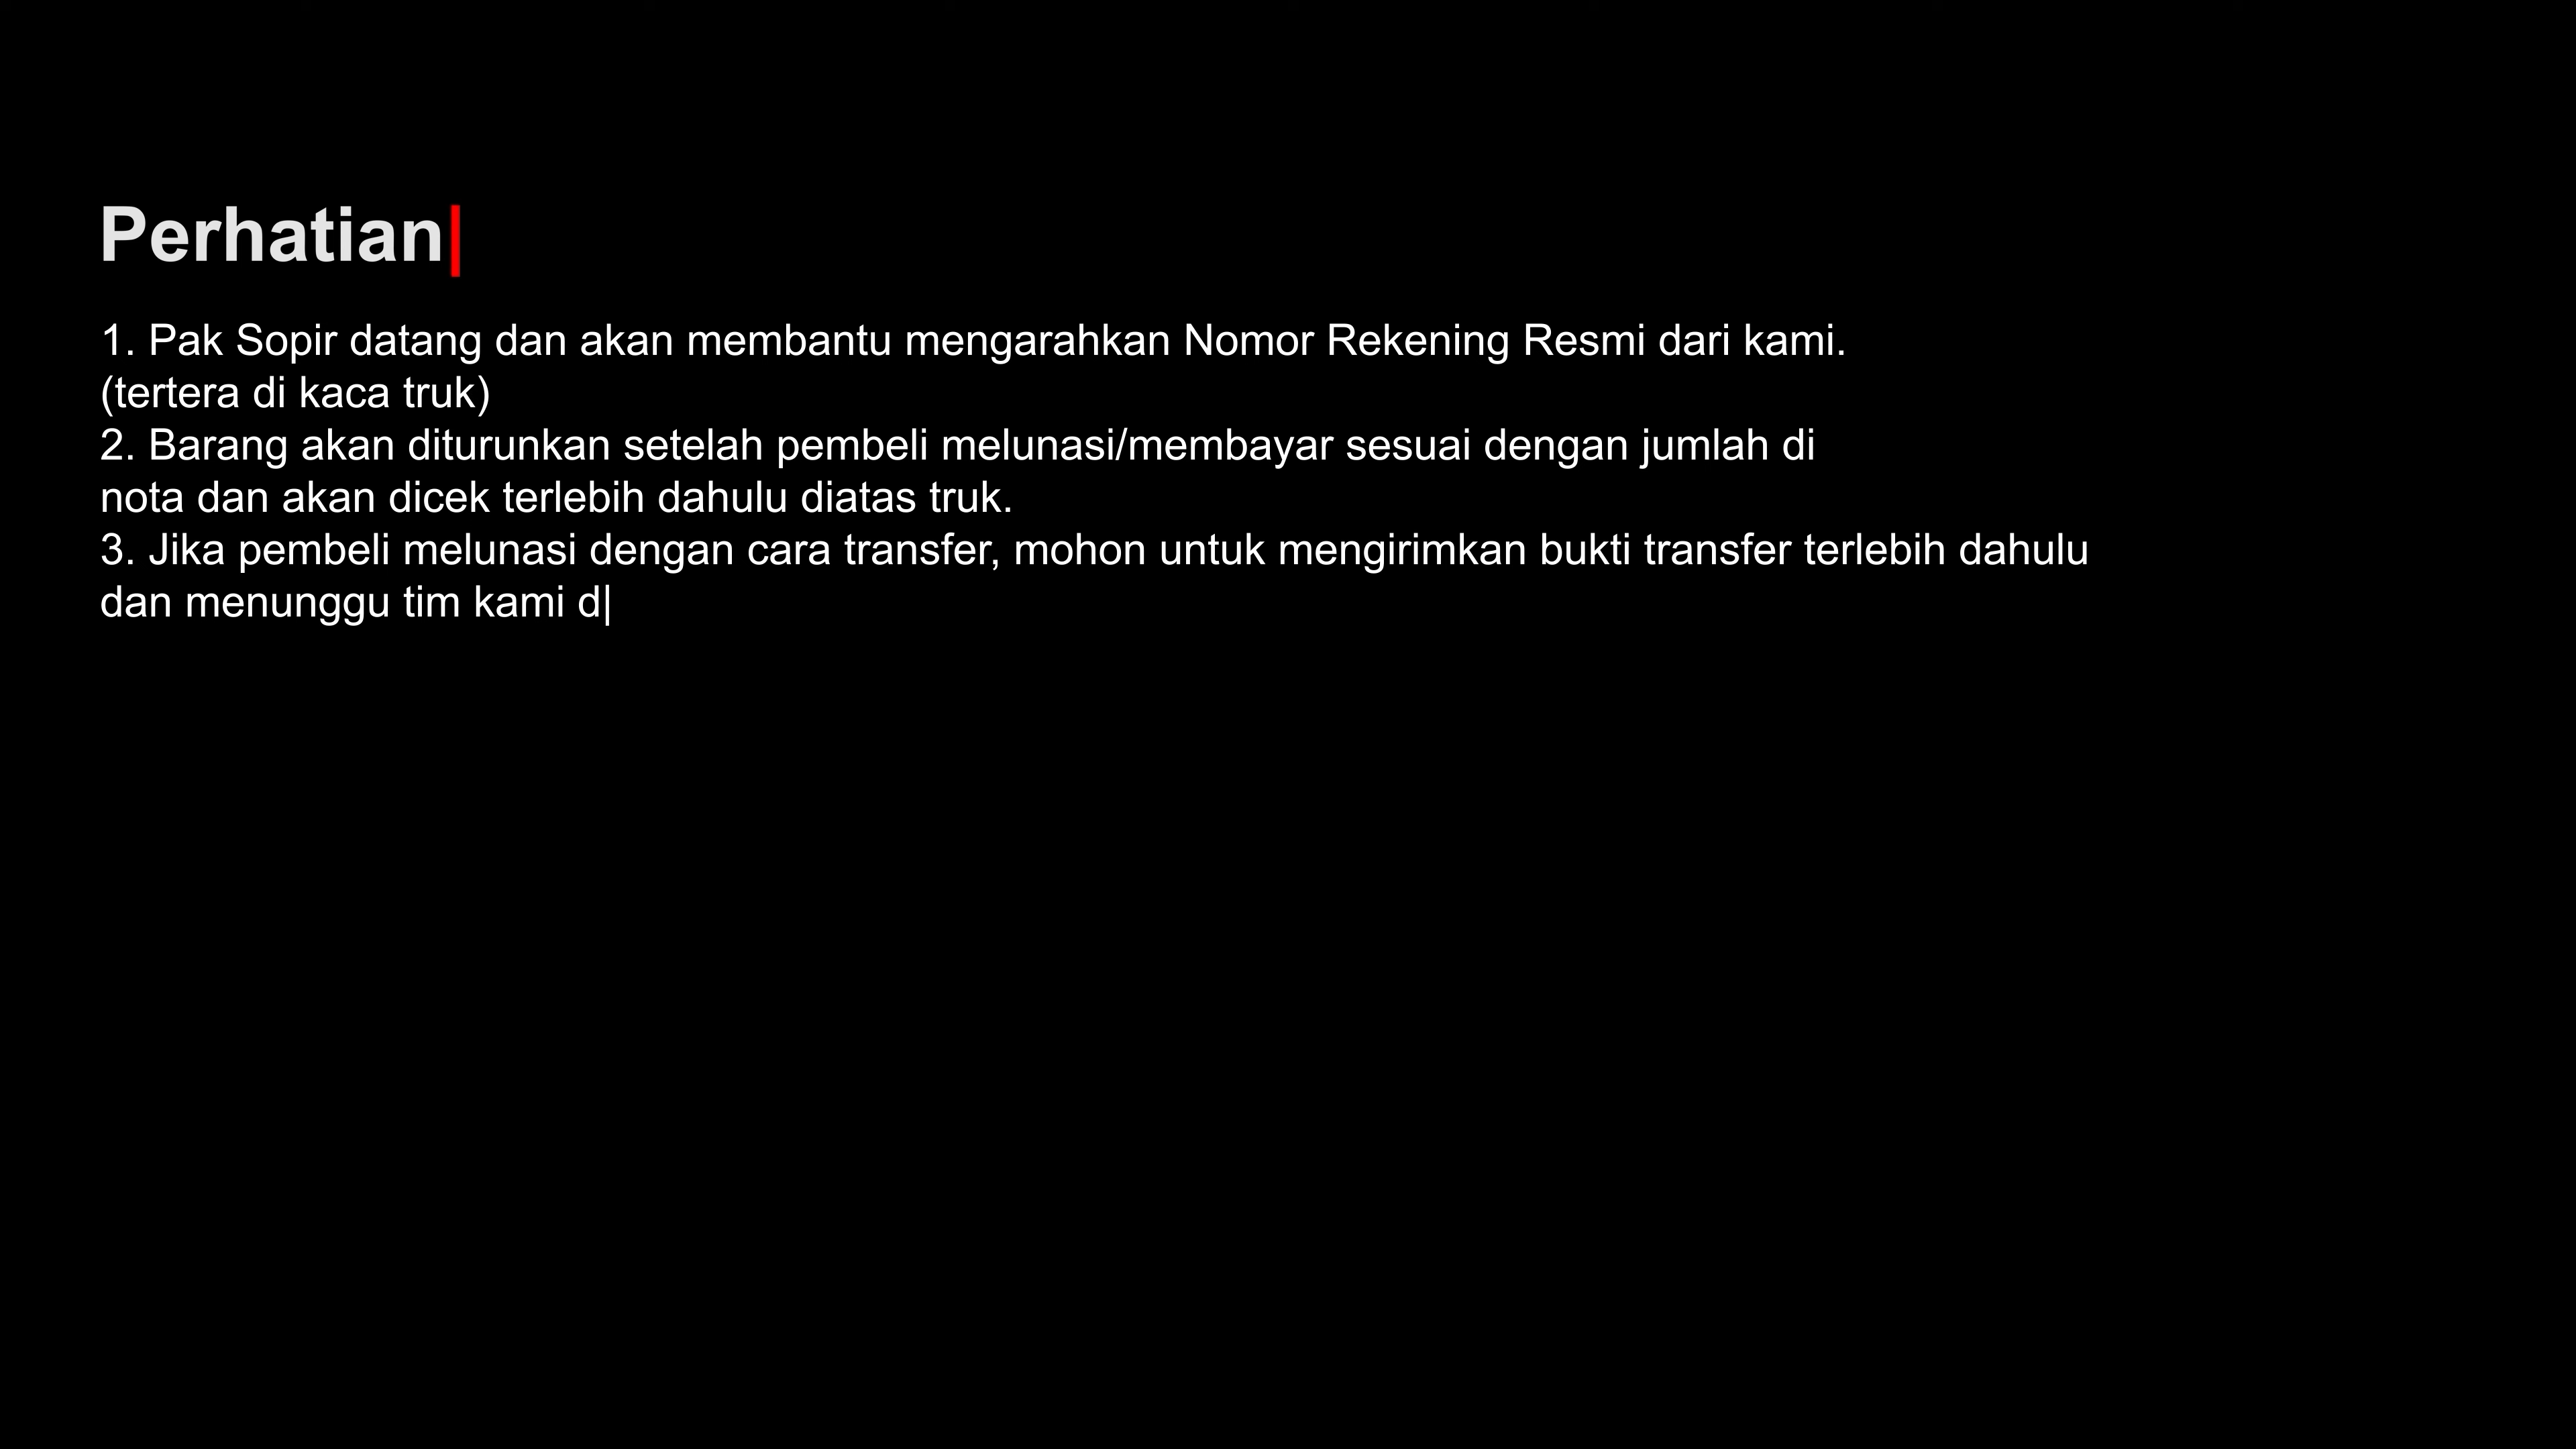 Perhatian|
1. Pak Sopir datang dan akan membantu mengarahkan Nomor Rekening Resmi dari kami.
(tertera di kaca truk)
2. Barang akan diturunkan setelah pembeli melunasi/membayar sesuai dengan jumlah di
nota dan akan dicek terlebih dahulu diatas truk.
3. Jika pembeli melunasi dengan cara transfer, mohon untuk mengirimkan bukti transfer terlebih dahulu
dan menunggu tim kami d|